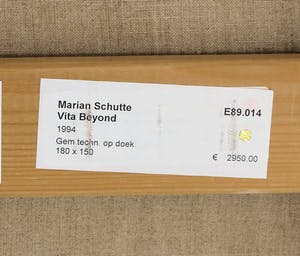 Marian Schutte E89.014
Vita Beyond
1994
Gem techn. op doek
180 x 150 € 2950.00